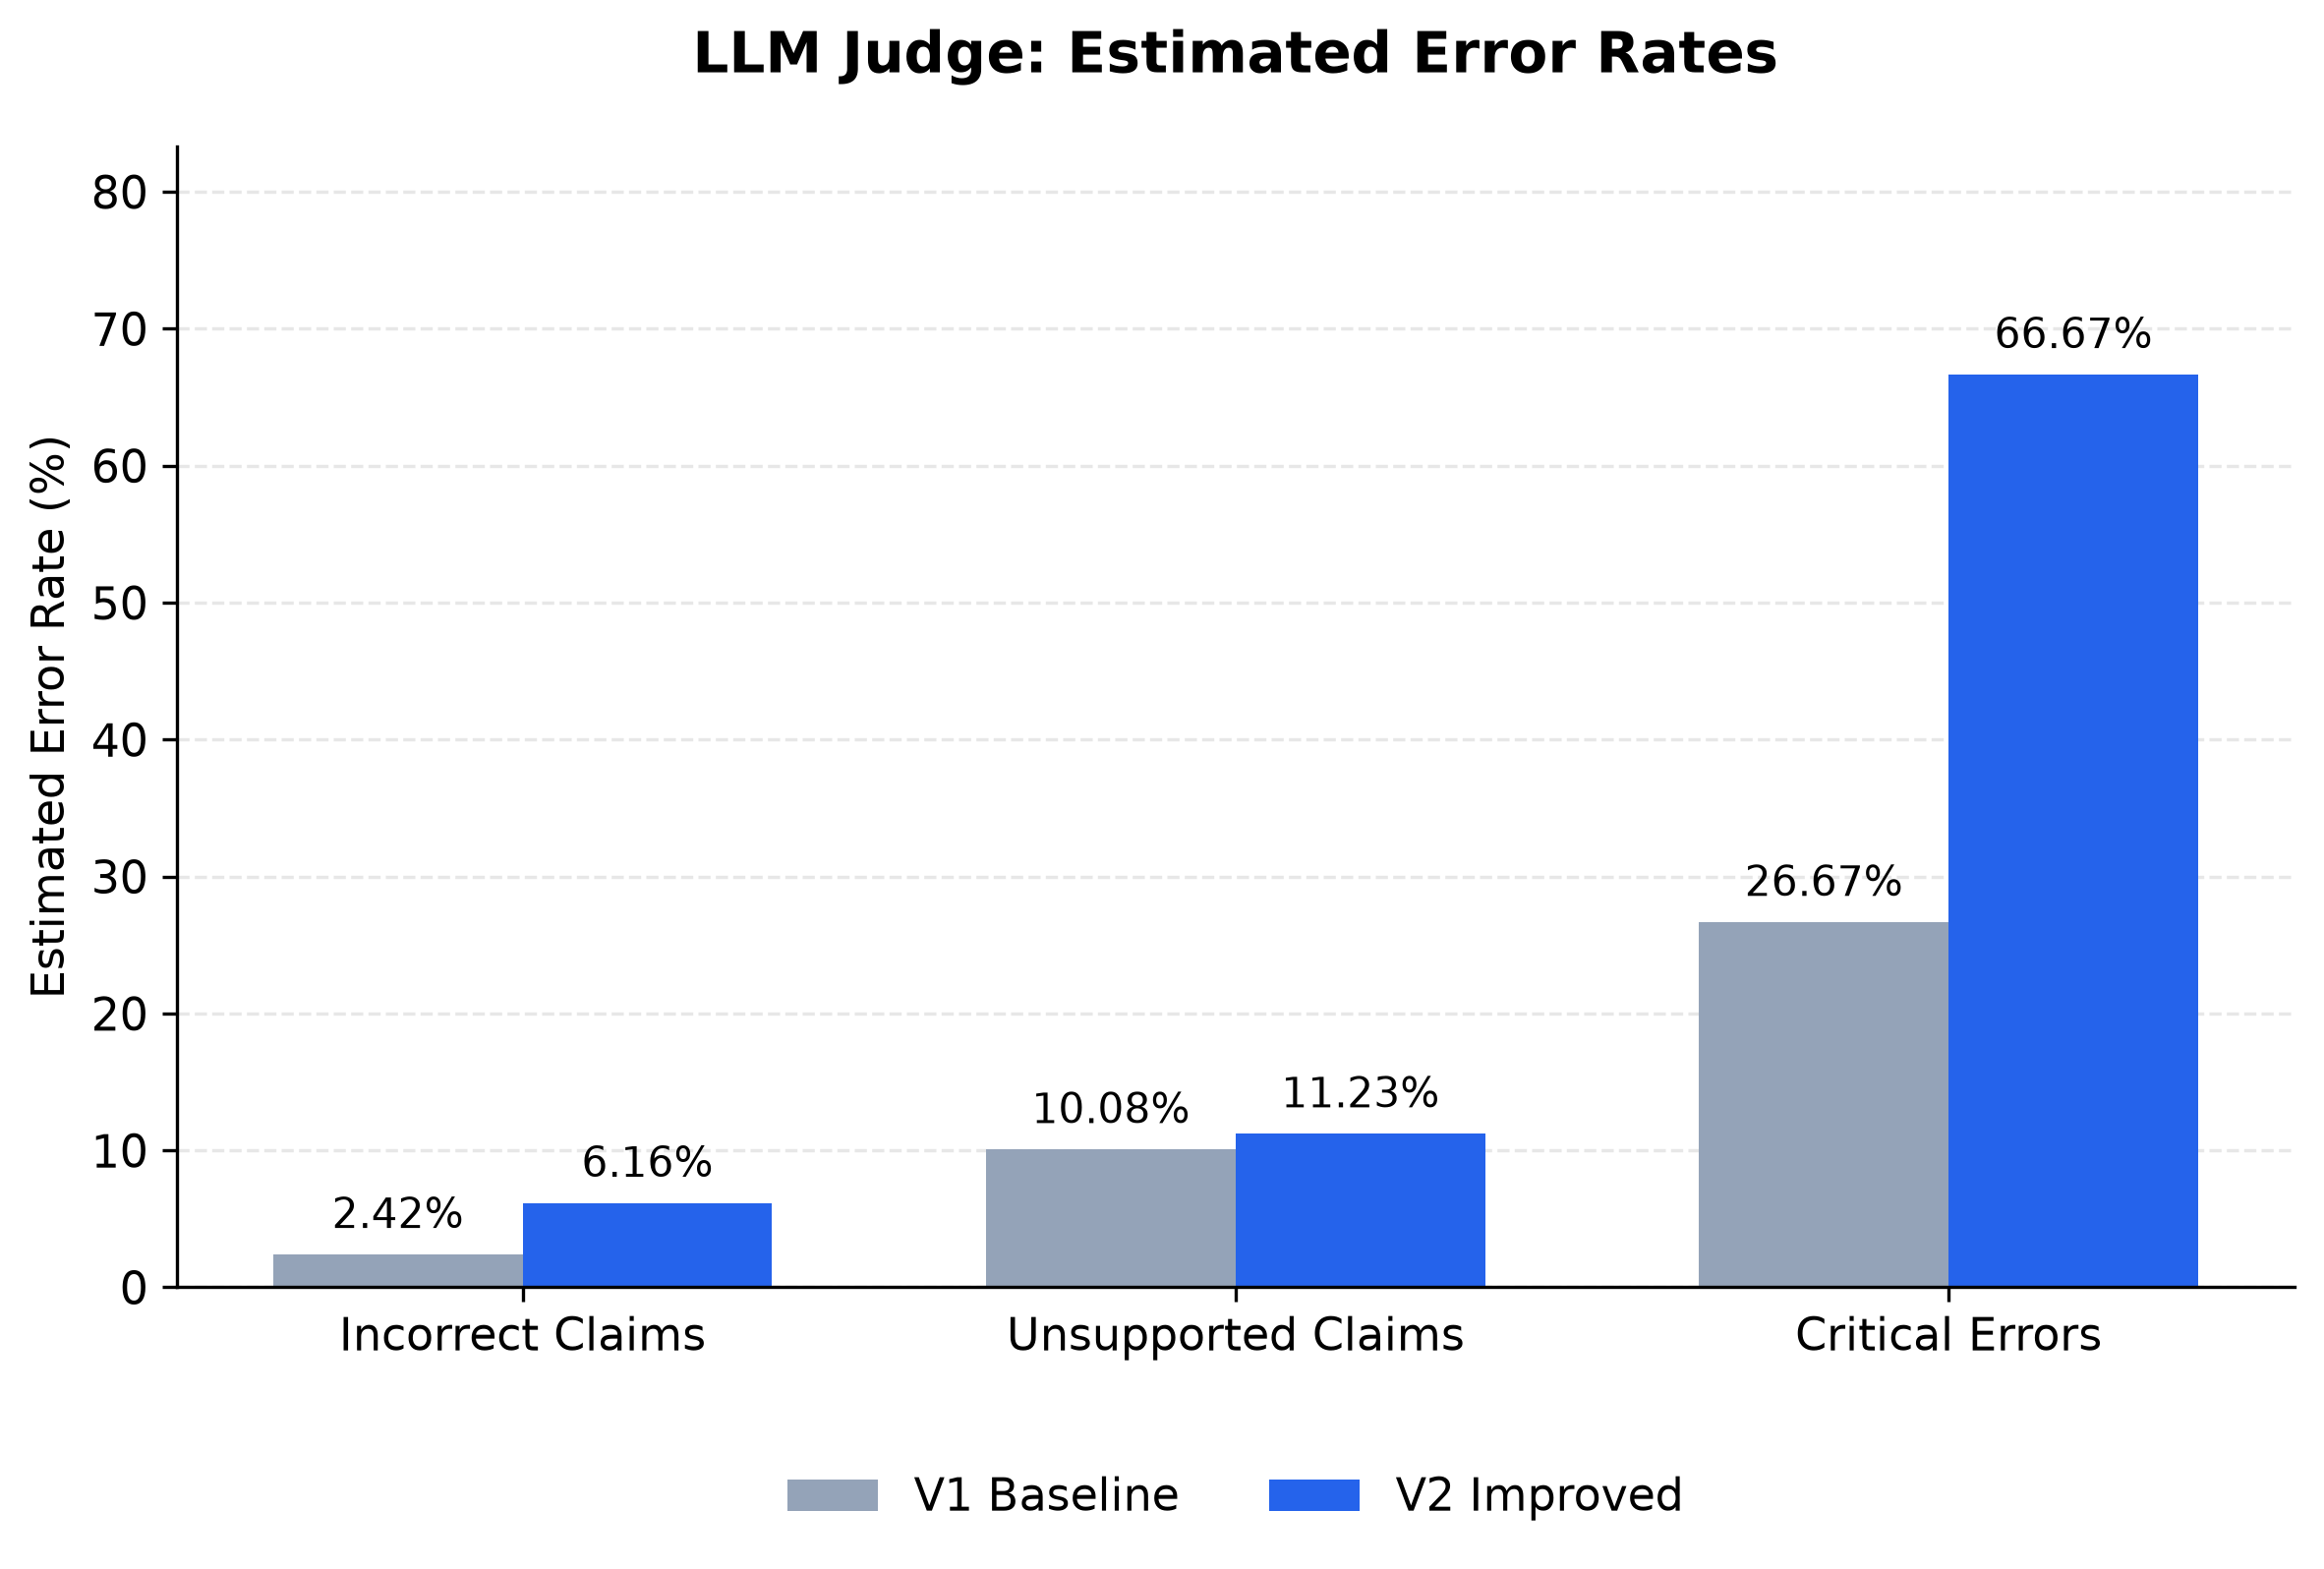 LLM Judge: Estimated Error Rates
Estimated Error Rate (%)
80
70
60
50
40
30
20
10
0
2.42%
6.16%
10.08%
11.23%
26.67%
66.67%
Incorrect Claims
Unsupported Claims
Critical Errors
V1 Baseline
V2 Improved